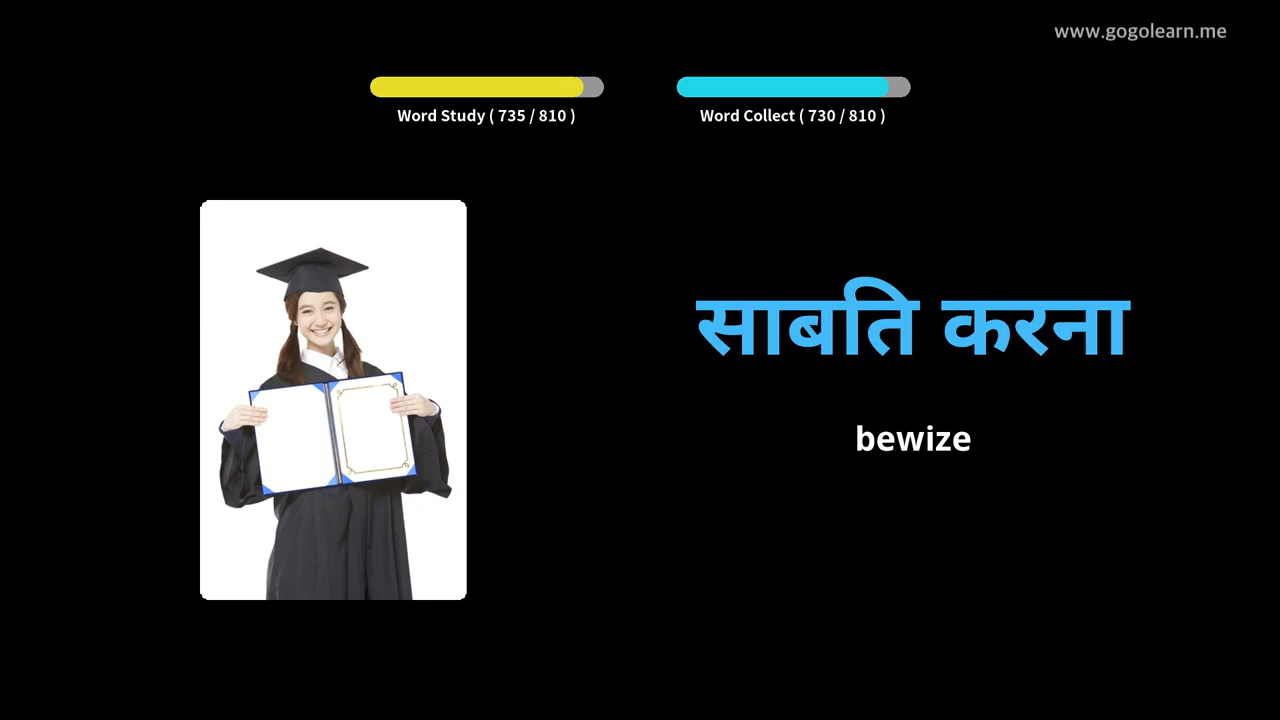 www.gogolearn.me
Word Study ( 735 / 810 )
Word Collect ( 730 / 810 )
साबति करना
bewize